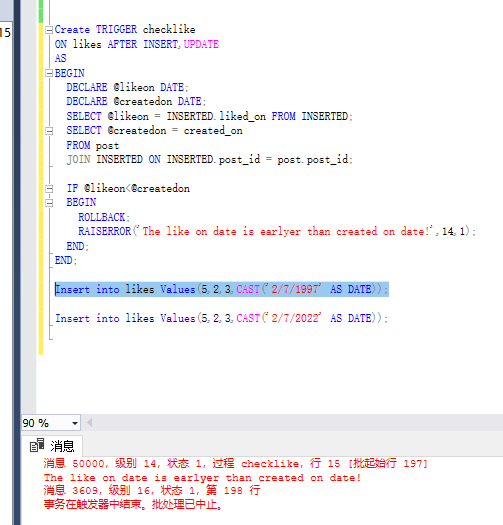 15
Create TRIGGER checklike
ON likes AFTER INSERT,UPDATE
AS
BEGIN
DECLARE @likeon DATE;
DECLARE @createdon DATE;
SELECT @likeon = INSERTED.liked_on FROM INSERTED;
SELECT @createdon = created_on
FROM post
JOIN INSERTED ON INSERTED.post_id = post.post_id;
IF @likeon<@createdon
BEGIN
ROLLBACK;
RAISERROR('The like on date is earlyer than created on date!',14,1);
END;
END;
Insert into likes Values(5,2,3,CAST('2/7/1997' AS DATE));
Insert into likes Values(5,2,3,CAST('2/7/2022' AS DATE));
90 %
消息
消息 50000，级别 14，状态 1，过程 checklike，行 15 [批起始行 197]
The like on date is earlyer than created on date!
消息 3609，级别 16，状态 1，第 198 行
事务在触发器中结束。批处理已中止。